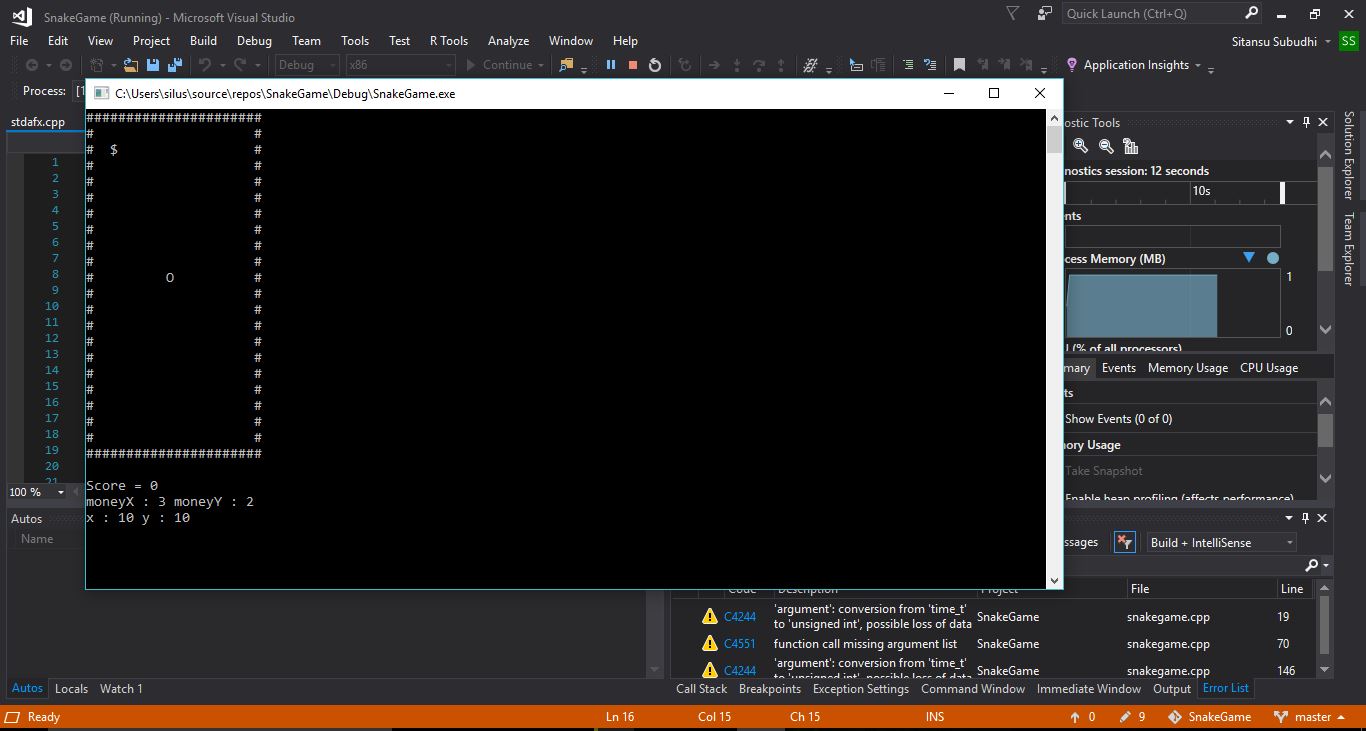 SnakeGame (Running) - Microsoft Visual Studio
Quick Launch (Ctrl+Q)
File Edit View Project Build Debug Team Tools Test R Tools Analyze Window Help
Sitansu Subudhi SS
Debug x86 Continue Application Insights
Process: [1
C:\Users\silus\source\repos\SnakeGame\Debug\SnakeGame.exe
stdafx.cpp
ostic Tools
Solution Explorer
Team Explorer
######################
# #
# $ #
# #
# #
# #
# #
# #
# #
# #
# O #
# #
# #
# #
# #
# #
# #
# #
# #
# #
# #
######################
Score = 0
moneyX : 3 moneyY : 2
x : 10 y : 10
1
2
3
4
5
6
7
8
9
10
11
12
13
14
15
16
17
18
19
20
21
100 %
nostics session: 12 seconds
10s
nts
cess Memory (MB)
1
0
(% of all processors)
mary Events Memory Usage CPU Usage
ts
Show Events (0 of 0)
ory Usage
Take Snapshot
Enable heap profiling (affects performance)
Autos
Name
ssages Build + IntelliSense
Code Description Project File Line
C4244 'argument': conversion from 'time_t' to 'unsigned int', possible loss of data SnakeGame snakegame.cpp 19
C4551 function call missing argument list SnakeGame snakegame.cpp 70
C4244 'argument': conversion from 'time_t' to 'unsigned int', possible loss of data SnakeGame snakegame.cpp 146
Autos Locals Watch 1
Call Stack Breakpoints Exception Settings Command Window Immediate Window Output Error List
Ready Ln 16 Col 15 Ch 15 INS 0 9 SnakeGame master